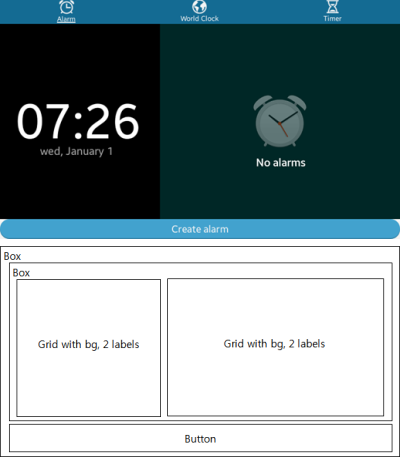 Alarm
World Clock
Timer
07:26
wed, January 1
No alarms
Create alarm
Box
Box
Grid with bg, 2 labels
Grid with bg, 2 labels
Button